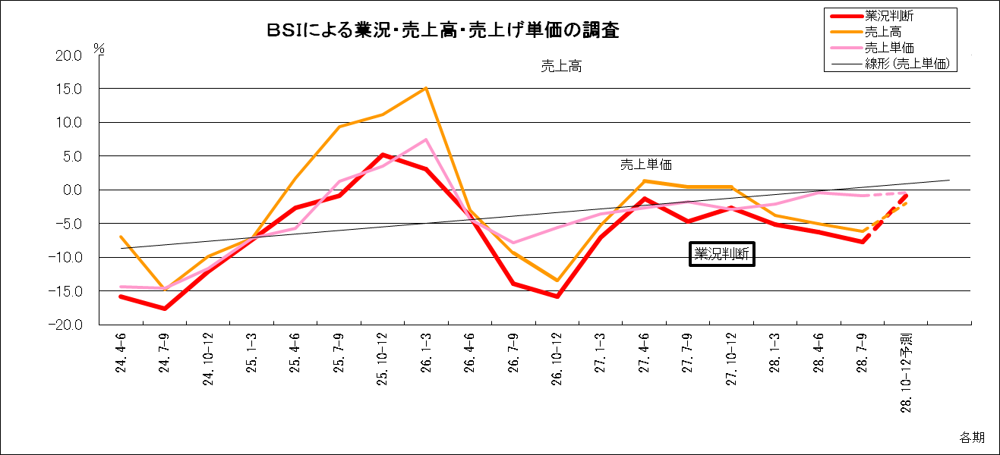 BSIによる業況・売上高・売上げ単価の調査
業況判断
売上高
売上単価
線形(売上単価)
%
売上高
売上単価
業況判断
20.0
15.0
10.0
5.0
0.0
-5.0
-10.0
-15.0
-20.0
24.4-6
24.7-9
24.10-12
25.1-3
25.4-6
25.7-9
25.10-12
26.1-3
26.4-6
26.7-9
26.10-12
27.1-3
27.4-6
27.7-9
27.10-12
28.1-3
28.4-6
28.7-9
28.10-12予測
各期